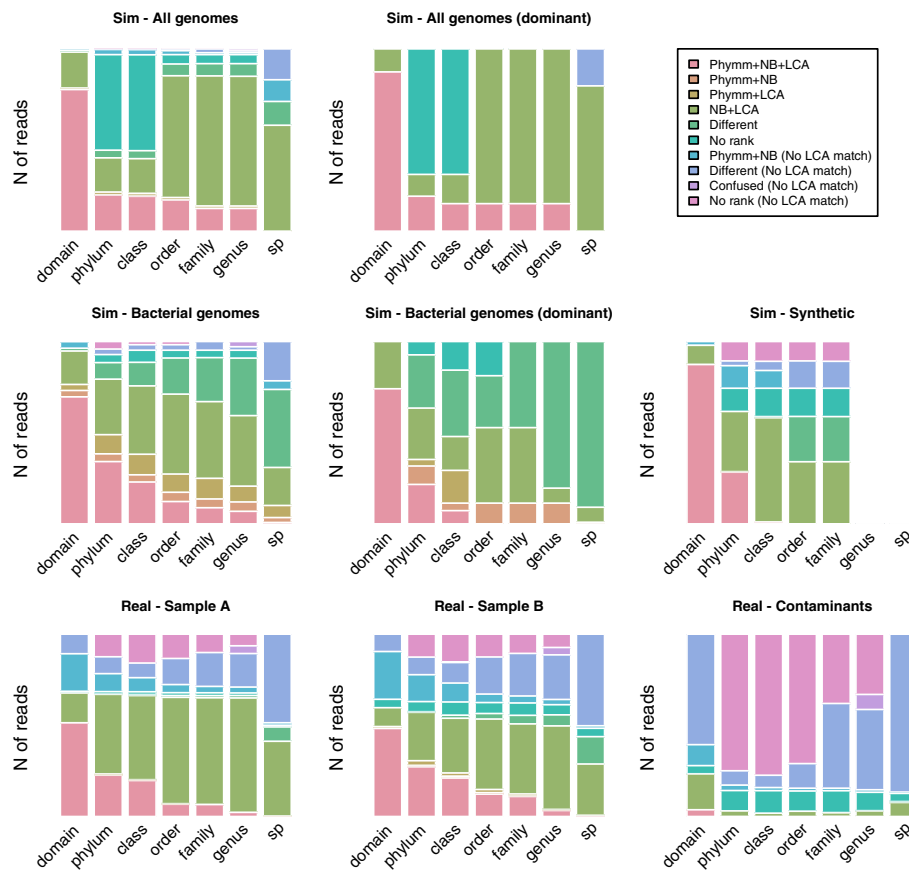 Sim - All genomes
N of reads
domain
phylum
class
order
family
genus
sp
Sim - All genomes (dominant)
N of reads
domain
phylum
class
order
family
genus
sp
Phymm+NB+LCA
Phymm+NB
Phymm+LCA
NB+LCA
Different
No rank
Phymm+NB (No LCA match)
Different (No LCA match)
Confused (No LCA match)
No rank (No LCA match)
Sim - Bacterial genomes
N of reads
domain
phylum
class
order
family
genus
sp
Sim - Bacterial genomes (dominant)
N of reads
domain
phylum
class
order
family
genus
sp
Sim - Synthetic
N of reads
domain
phylum
class
order
family
genus
sp
Real - Sample A
N of reads
domain
phylum
class
order
family
genus
sp
Real - Sample B
N of reads
domain
phylum
class
order
family
genus
sp
Real - Contaminants
N of reads
domain
phylum
class
order
family
genus
sp